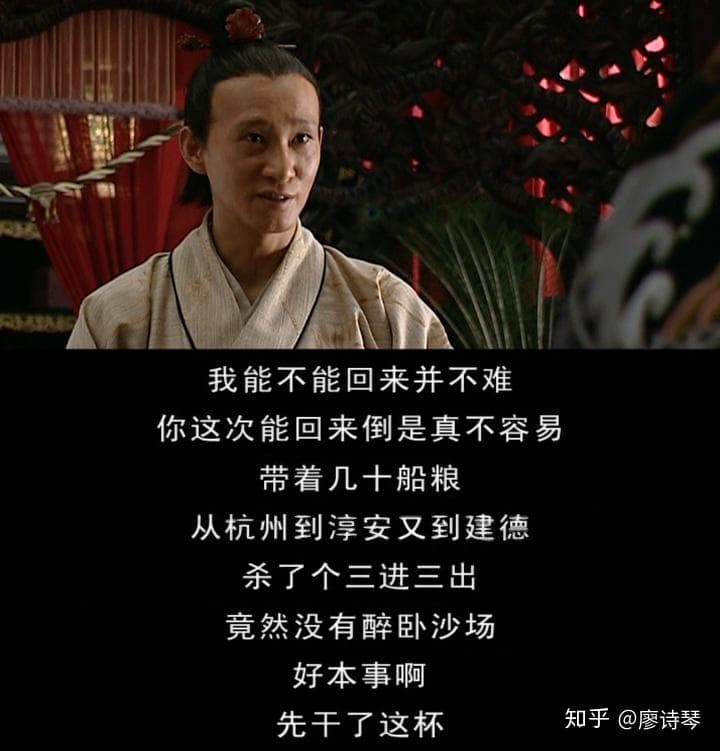 我能不能回来并不难
你这次能回来倒是真不容易
带着几十船粮
从杭州到淳安又到建德
杀了个三进三出
竟然没有醉卧沙场
好本事啊
先干了这杯
知乎 @廖诗琴